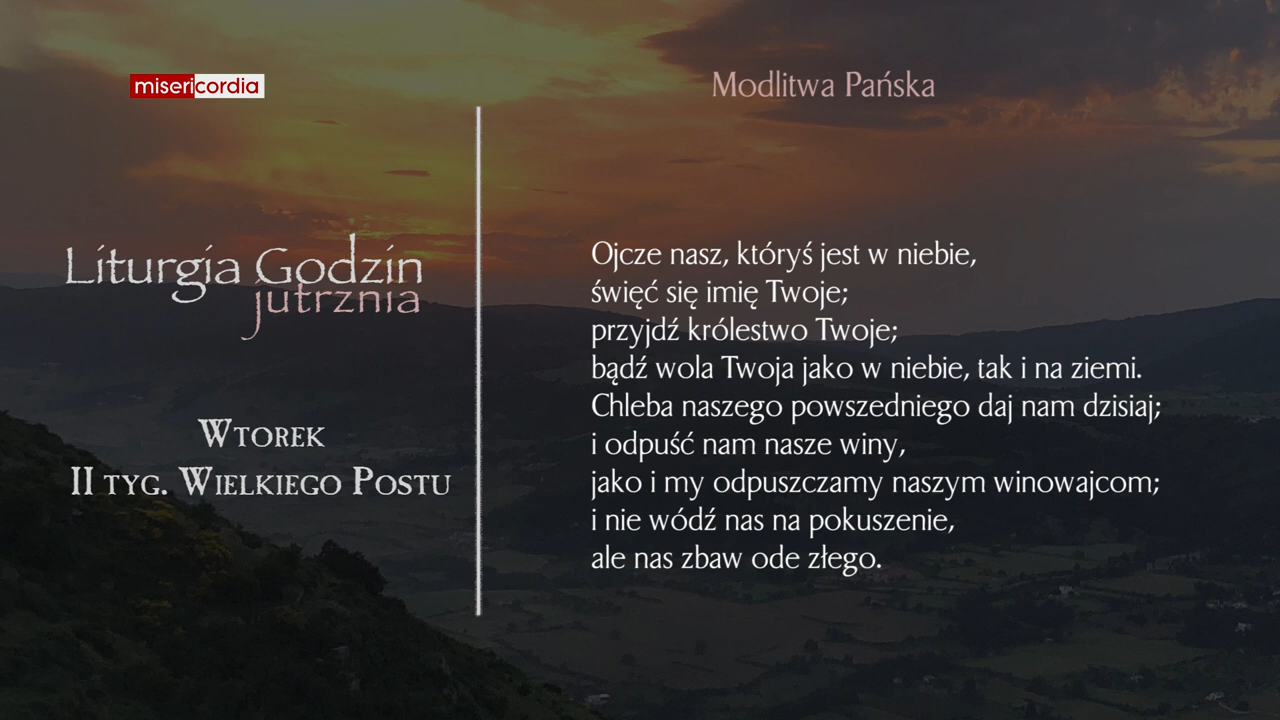 misericordia
Liturgia Godzin
jutrznia
Wtorek
II tyg. Wielkiego Postu
Modlitwa Pańska
Ojcze nasz, któryś jest w niebie,
święć się imię Twoje;
przyjdź królestwo Twoje;
bądź wola Twoja jako w niebie, tak i na ziemi.
Chleba naszego powszedniego daj nam dzisiaj;
i odpuść nam nasze winy,
jako i my odpuszczamy naszym winowajcom;
i nie wódź nas na pokuszenie,
ale nas zbaw ode złego.